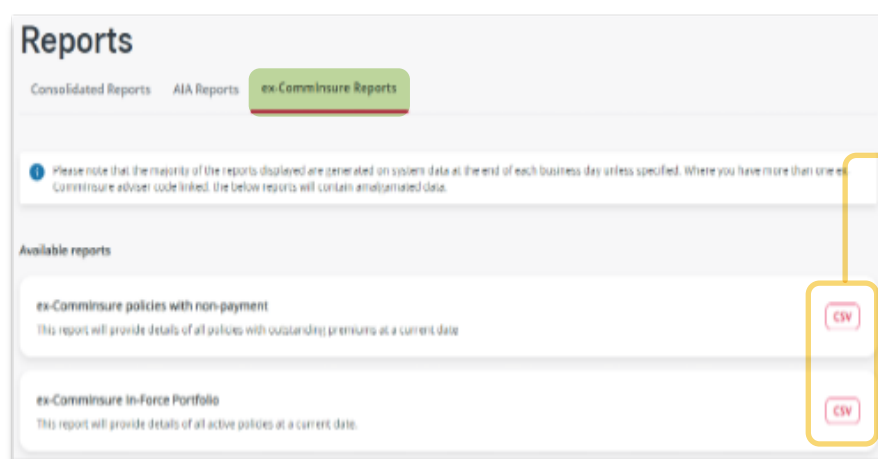 Reports
Consolidated Reports AIA Reports ex-CommInsure Reports
Please note that the majority of the reports displayed are generated on system data at the end of each business day unless specified. Where you have more than one ex
CommInsure adviser code linked, the below reports will contain amalgamated data.
Available reports
ex-CommInsure policies with non-payment
This report will provide details of all policies with outstanding premiums at a current date
CSV
ex-CommInsure In-Force Portfolio
This report will provide details of all active policies at a current date.
CSV